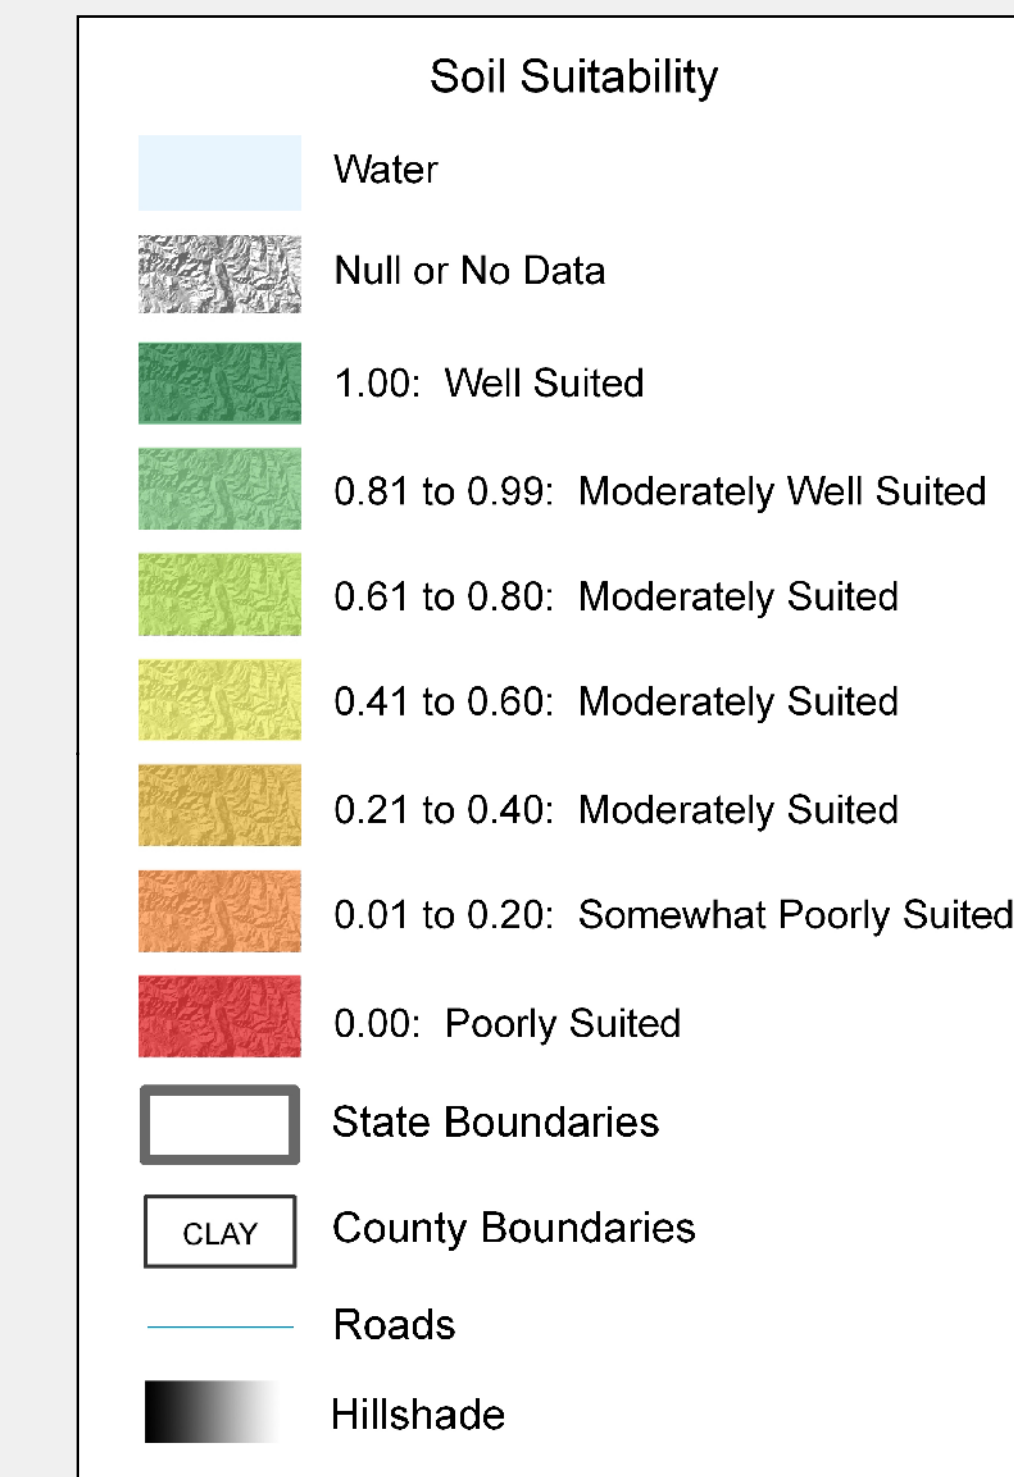 Soil Suitability
Water
Null or No Data
1.00: Well Suited
0.81 to 0.99: Moderately Well Suited
0.61 to 0.80: Moderately Suited
0.41 to 0.60: Moderately Suited
0.21 to 0.40: Moderately Suited
0.01 to 0.20: Somewhat Poorly Suited
0.00: Poorly Suited
State Boundaries
CLAY County Boundaries
Roads
Hillshade